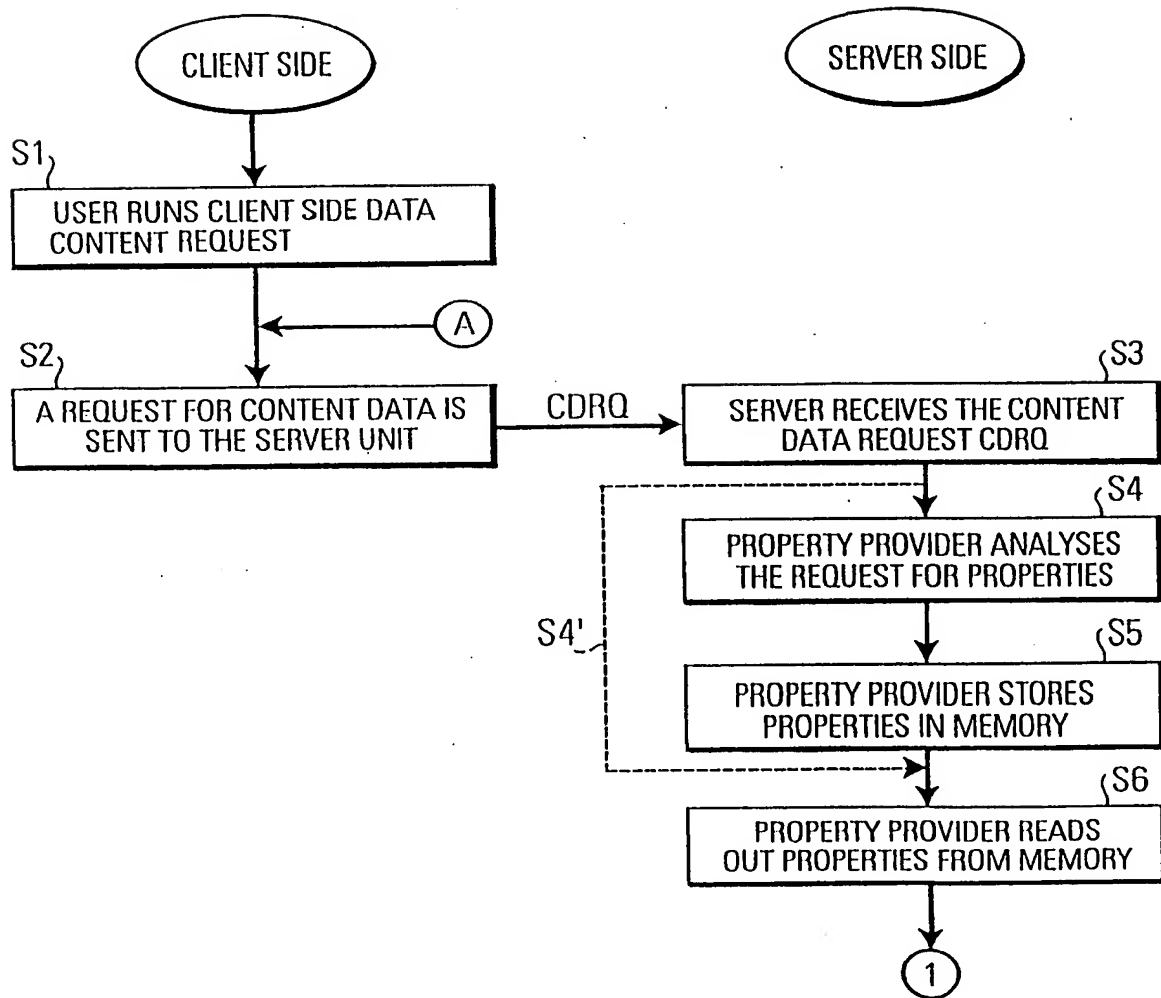 CLIENT SIDE
SERVER SIDE
S1
USER RUNS CLIENT SIDE DATA
CONTENT REQUEST
A
S2
A REQUEST FOR CONTENT DATA IS
SENT TO THE SERVER UNIT
CDRQ
S3
SERVER RECEIVES THE CONTENT
DATA REQUEST CDRQ
S4
PROPERTY PROVIDER ANALYSES
THE REQUEST FOR PROPERTIES
S4'
S5
PROPERTY PROVIDER STORES
PROPERTIES IN MEMORY
S6
PROPERTY PROVIDER READS
OUT PROPERTIES FROM MEMORY
1